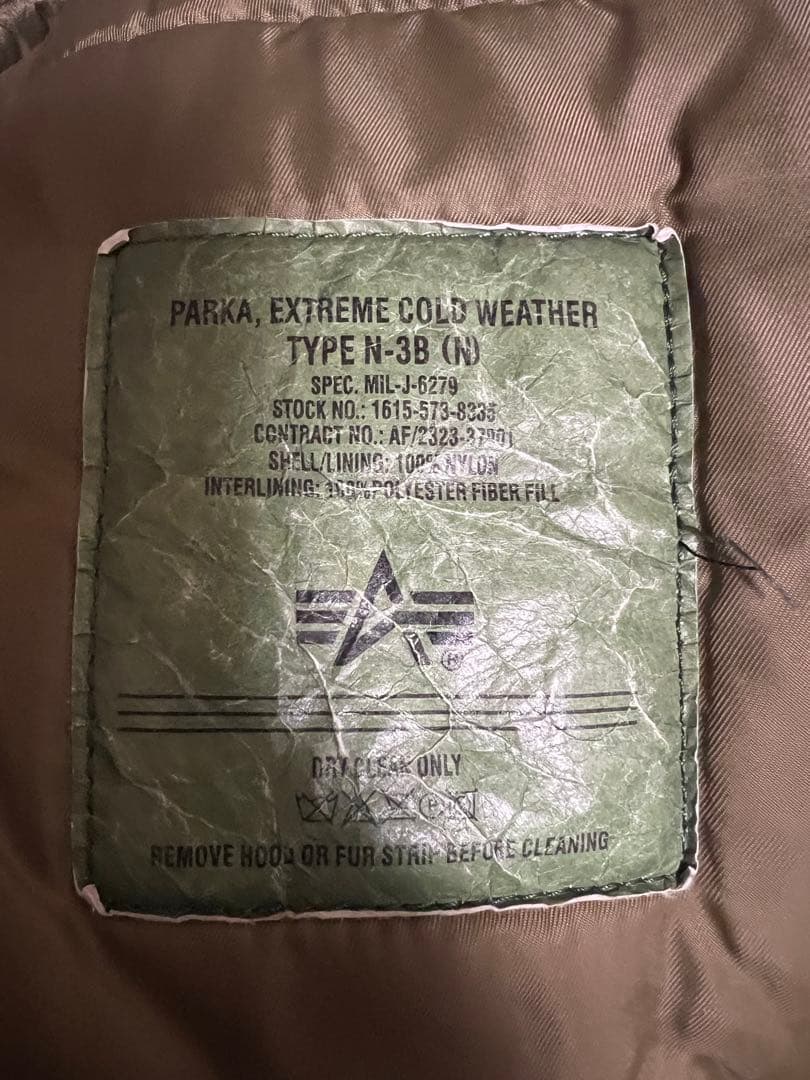 PARKA, EXTREME COLD WEATHER
TYPE N-3B (N)
SPEC. MIL-J-6279
STOCK NO.: 1615-573-8335
CONTRACT NO.: AF/2323-37901
SHELL/LINING: 100% NYLON
INTERLINING: 100% POLYESTER FIBER FILL
®
DRY CLEAN ONLY
REMOVE HOOD OR FUR STRIP BEFORE CLEANING